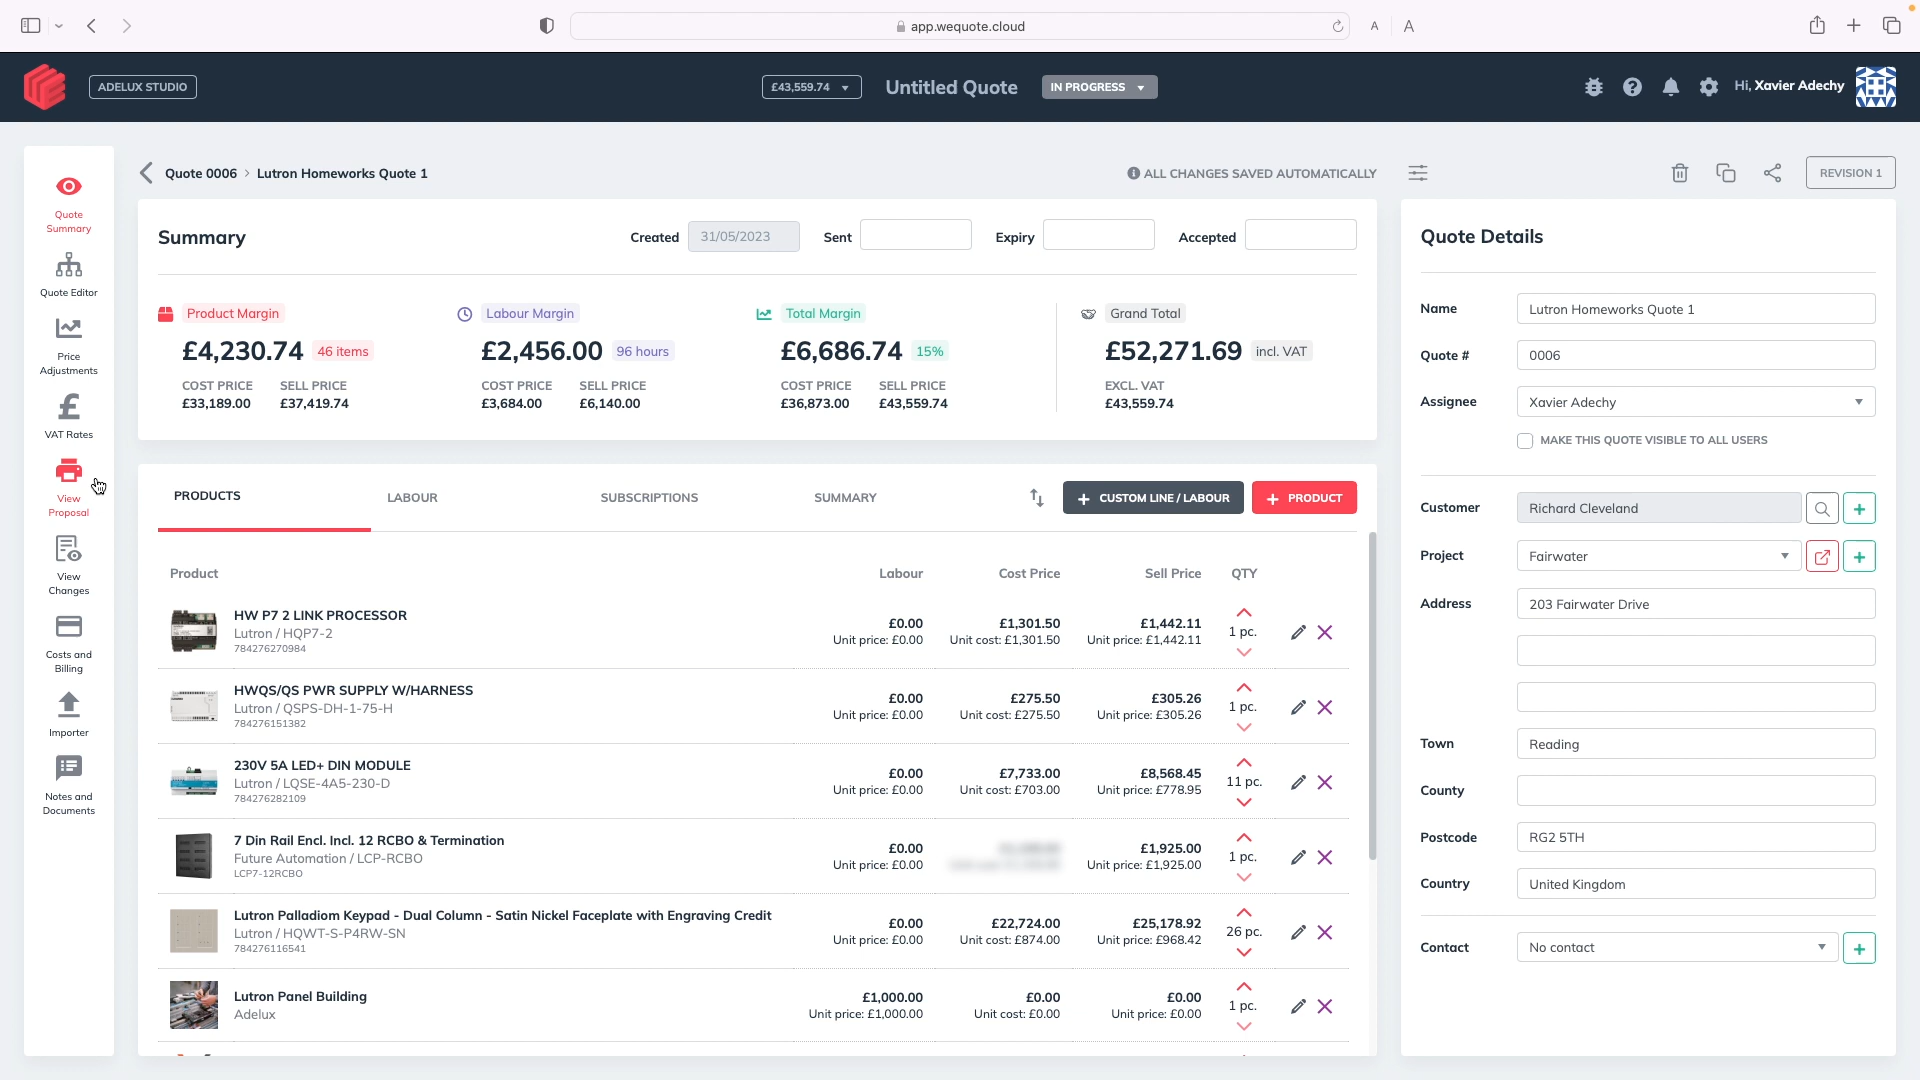 app.wequote.cloud
A
A
ADELUX STUDIO
£43,559.74
Untitled Quote
IN PROGRESS
Hi, Xavier Adechy
Quote 0006 > Lutron Homeworks Quote 1
ALL CHANGES SAVED AUTOMATICALLY
REVISION 1
Quote
Summary
Quote Editor
Price
Adjustments
VAT Rates
View
Proposal
View
Changes
Costs and
Billing
Importer
Notes and
Documents
Summary
Created
31/05/2023
Sent
Expiry
Accepted
Product Margin
£4,230.74
46 items
COST PRICE
SELL PRICE
£33,189.00
£37,419.74
Labour Margin
£2,456.00
96 hours
COST PRICE
SELL PRICE
£3,684.00
£6,140.00
Total Margin
£6,686.74
15%
COST PRICE
SELL PRICE
£36,873.00
£43,559.74
Grand Total
£52,271.69
incl. VAT
EXCL. VAT
£43,559.74
PRODUCTS
LABOUR
SUBSCRIPTIONS
SUMMARY
+ CUSTOM LINE / LABOUR
+ PRODUCT
Product
Labour
Cost Price
Sell Price
QTY
HW P7 2 LINK PROCESSOR
Lutron / HQP7-2
784276270984
£0.00
Unit price: £0.00
£1,301.50
Unit cost: £1,301.50
£1,442.11
Unit price: £1,442.11
1 pc.
HWQS/QS PWR SUPPLY W/HARNESS
Lutron / QSPS-DH-1-75-H
784276151382
£0.00
Unit price: £0.00
£275.50
Unit cost: £275.50
£305.26
Unit price: £305.26
1 pc.
230V 5A LED+ DIN MODULE
Lutron / LQSE-4A5-230-D
784276282109
£0.00
Unit price: £0.00
£7,733.00
Unit cost: £703.00
£8,568.45
Unit price: £778.95
11 pc.
7 Din Rail Encl. Incl. 12 RCBO & Termination
Future Automation / LCP-RCBO
LCP7-12RCBO
£0.00
Unit price: £0.00
£1,925.00
Unit price: £1,925.00
1 pc.
Lutron Palladiom Keypad - Dual Column - Satin Nickel Faceplate with Engraving Credit
Lutron / HQWT-S-P4RW-SN
784276116541
£0.00
Unit price: £0.00
£22,724.00
Unit cost: £874.00
£25,178.92
Unit price: £968.42
26 pc.
Lutron Panel Building
Adelux
£1,000.00
Unit price: £1,000.00
£0.00
Unit cost: £0.00
£0.00
Unit price: £0.00
1 pc.
Quote Details
Name
Lutron Homeworks Quote 1
Quote #
0006
Assignee
Xavier Adechy
MAKE THIS QUOTE VISIBLE TO ALL USERS
Customer
Richard Cleveland
Project
Fairwater
Address
203 Fairwater Drive
Town
Reading
County
Postcode
RG2 5TH
Country
United Kingdom
Contact
No contact